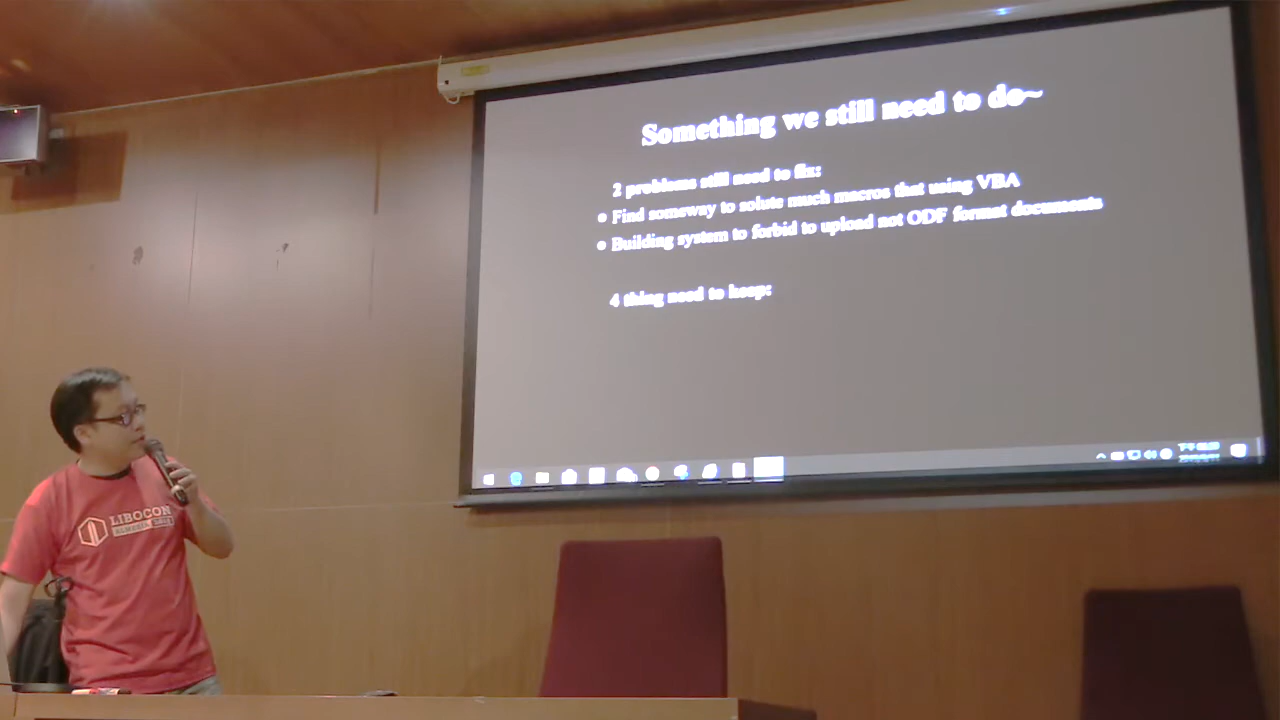 Something we still need to do~
2 problems still need to fix:
• Find someway to solute much macros that using VBA
• Building system to forbid to upload not ODF format documents
4 thing need to keep:
LIBOCON